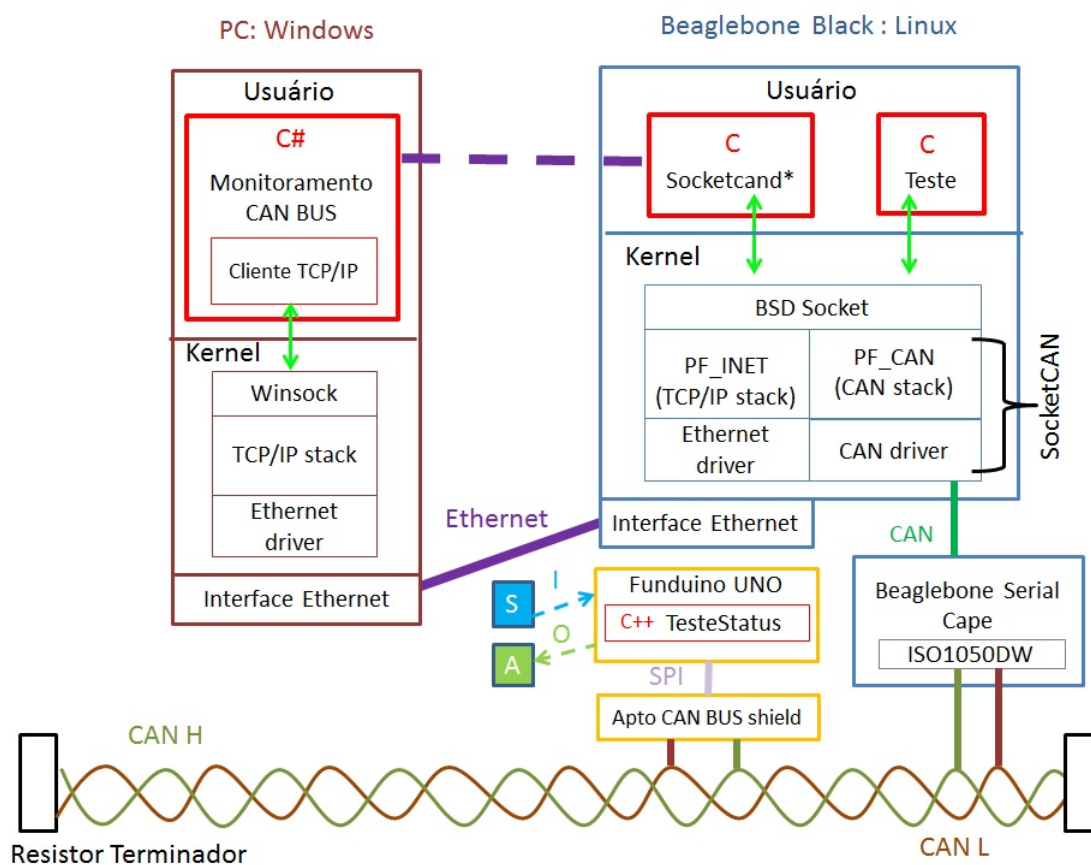 PC: Windows
Usuário
C#
Monitoramento
CAN BUS
Cliente TCP/IP
Kernel
Winsock
TCP/IP stack
Ethernet
driver
Interface Ethernet
Ethernet
Beaglebone Black : Linux
Usuário
C
Socketcand*
C
Teste
Kernel
BSD Socket
PF_INET
(TCP/IP stack)
PF_CAN
(CAN stack)
Ethernet
driver
CAN driver
SocketCAN
Interface Ethernet
CAN
Beaglebone Serial
Cape
ISO1050DW
S
I
A
O
Funduino UNO
C++ TesteStatus
SPI
Apto CAN BUS shield
CAN H
CAN L
Resistor Terminador